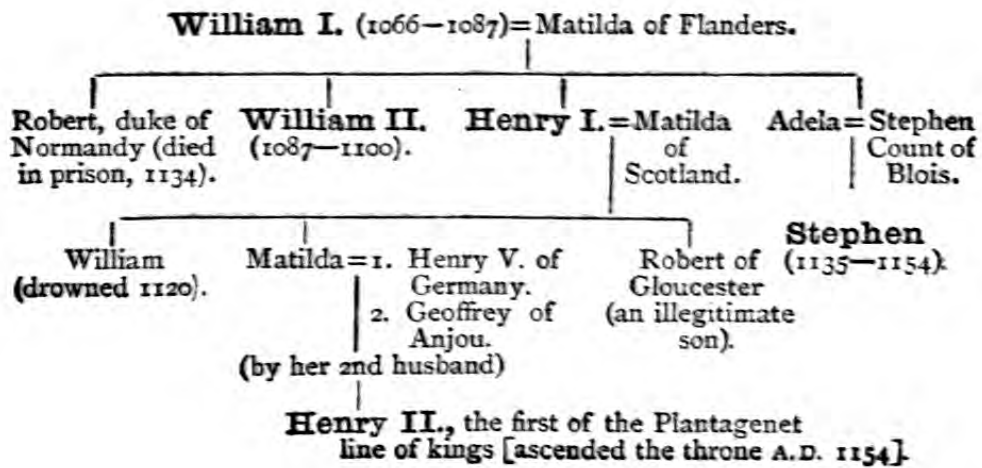 William I. (1066—1087)=Matilda of Flanders.
Robert, duke of Normandy (died in prison, 1134).
William II. (1087—1100).
Henry I.=Matilda of Scotland.
Adela=Stephen Count of Blois.
William (drowned 1120).
Matilda=1. Henry V. of Germany.
2. Geoffrey of Anjou.
(by her 2nd husband)
Robert of Gloucester (an illegitimate son).
Stephen (1135—1154).
Henry II., the first of the Plantagenet
line of kings [ascended the throne A.D. 1154].